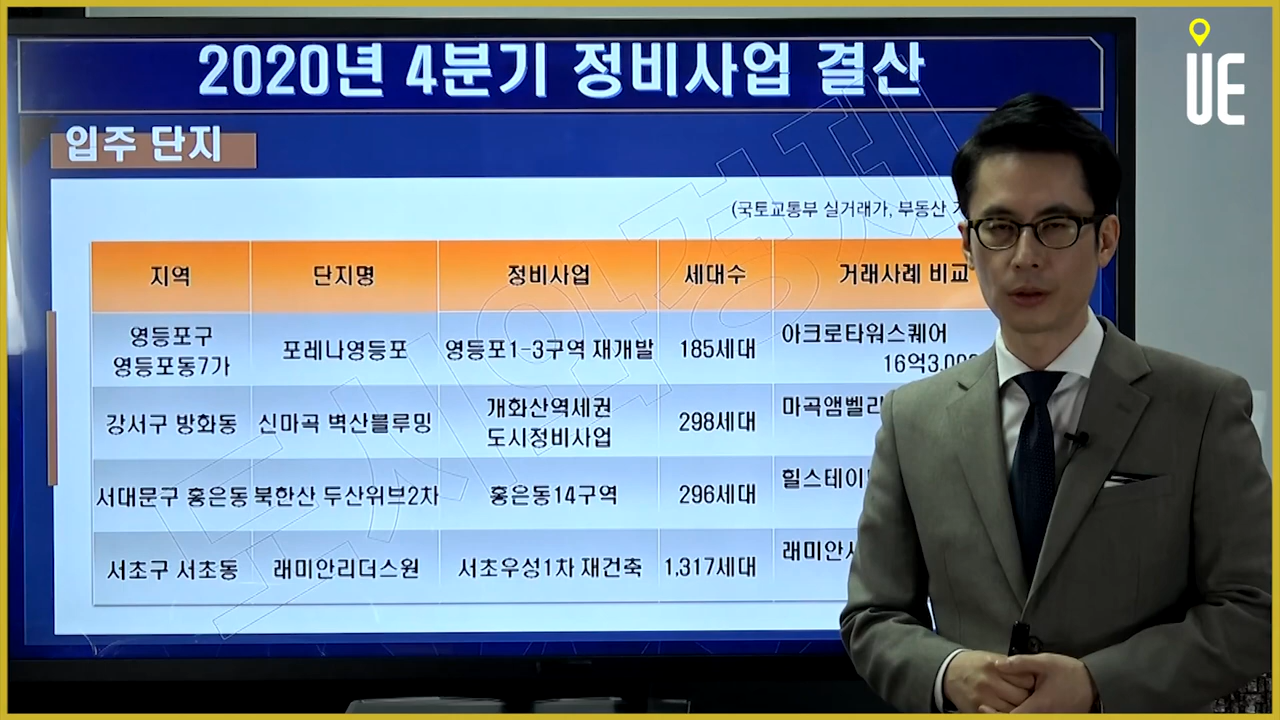 2020년 4분기 정비사업 결산
UE
입주 단지
(국토교통부 실거래가, 부동산
지역 단지명 정비사업 세대수 거래사례 비교
영등포구
영등포동7가
포레나영등포
영등포1-3구역 재개발
185세대
아크로타워스퀘어
16억3,000
강서구 방화동
신마곡 벽산블루밍
개화산역세권
도시정비사업
298세대
마곡앰벨리
서대문구 홍은동
북한산 두산위브2차
홍은동14구역
296세대
힐스테이
서초구 서초동
래미안리더스원
서초우성1차 재건축
1,317세대
래미안
도시와경제